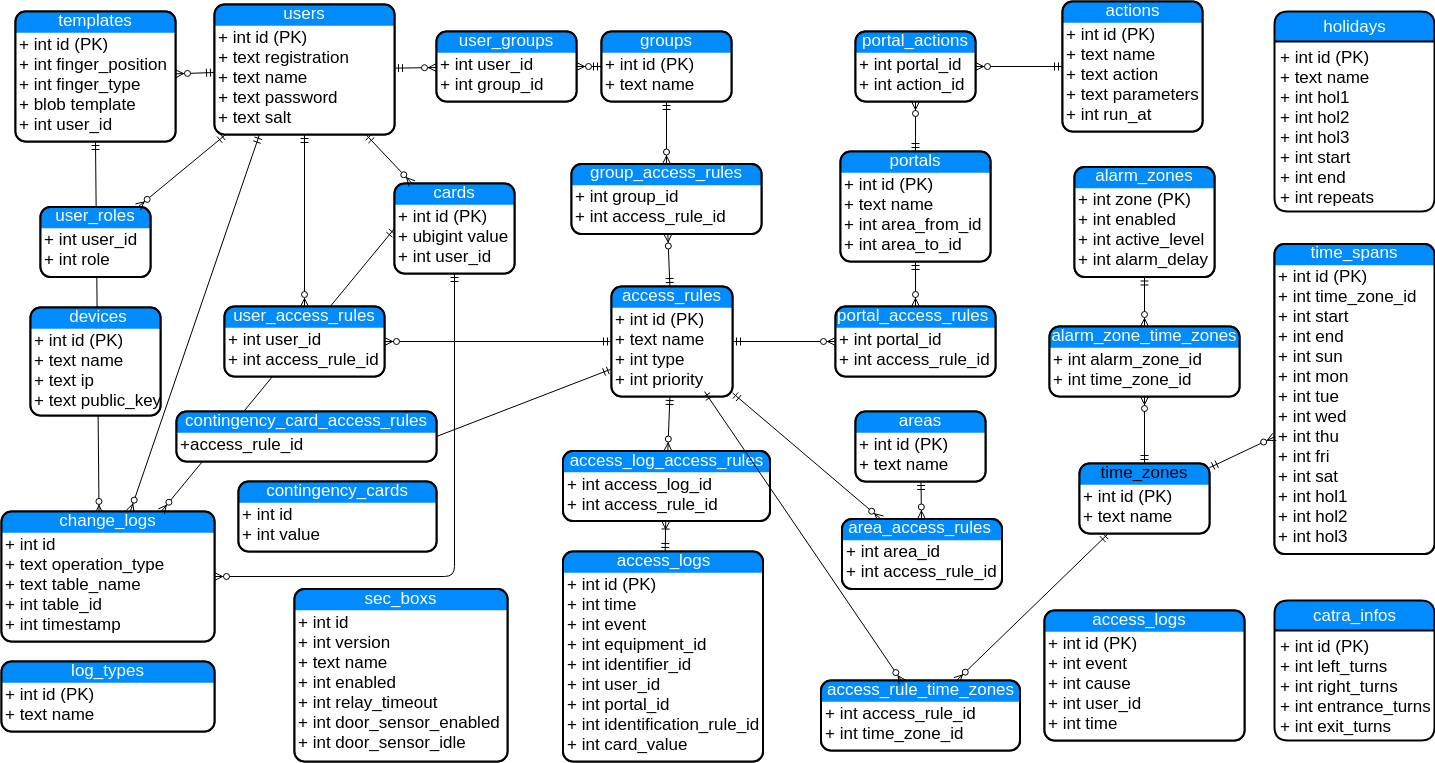 templates
+ int id (PK)
+ int finger_position
+ int finger_type
+ blob template
+ int user_id
users
+ int id (PK)
+ text registration
+ text name
+ text password
+ text salt
user_groups
+ int user_id
+ int group_id
groups
+ int id (PK)
+ text name
portal_actions
+ int portal_id
+ int action_id
actions
+ int id (PK)
+ text name
+ text action
+ text parameters
+ int run_at
holidays
+ int id (PK)
+ text name
+ int hol1
+ int hol2
+ int hol3
+ int start
+ int end
+ int repeats
user_roles
+ int user_id
+ int role
cards
+ int id (PK)
+ ubigint value
+ int user_id
group_access_rules
+ int group_id
+ int access_rule_id
portals
+ int id (PK)
+ text name
+ int area_from_id
+ int area_to_id
alarm_zones
+ int zone (PK)
+ int enabled
+ int active_level
+ int alarm_delay
time_spans
+ int id (PK)
+ int time_zone_id
+ int start
+ int end
+ int sun
+ int mon
+ int tue
+ int wed
+ int thu
+ int fri
+ int sat
+ int hol1
+ int hol2
+ int hol3
devices
+ int id (PK)
+ text name
+ text ip
+ text public_key
user_access_rules
+ int user_id
+ int access_rule_id
access_rules
+ int id (PK)
+ text name
+ int type
+ int priority
portal_access_rules
+ int portal_id
+ int access_rule_id
alarm_zone_time_zones
+ int alarm_zone_id
+ int time_zone_id
contingency_card_access_rules
+access_rule_id
areas
+ int id (PK)
+ text name
access_log_access_rules
+ int access_log_id
+ int access_rule_id
time_zones
+ int id (PK)
+ text name
contingency_cards
+ int id
+ int value
change_logs
+ int id
+ text operation_type
+ text table_name
+ int table_id
+ int timestamp
area_access_rules
+ int area_id
+ int access_rule_id
access_logs
+ int id (PK)
+ int time
+ int event
+ int equipment_id
+ int identifier_id
+ int user_id
+ int portal_id
+ int identification_rule_id
+ int card_value
sec_boxs
+ int id
+ int version
+ text name
+ int enabled
+ int relay_timeout
+ int door_sensor_enabled
+ int door_sensor_idle
access_logs
+ int id (PK)
+ int event
+ int cause
+ int user_id
+ int time
catra_infos
+ int id (PK)
+ int left_turns
+ int right_turns
+ int entrance_turns
+ int exit_turns
log_types
+ int id (PK)
+ text name
access_rule_time_zones
+ int access_rule_id
+ int time_zone_id